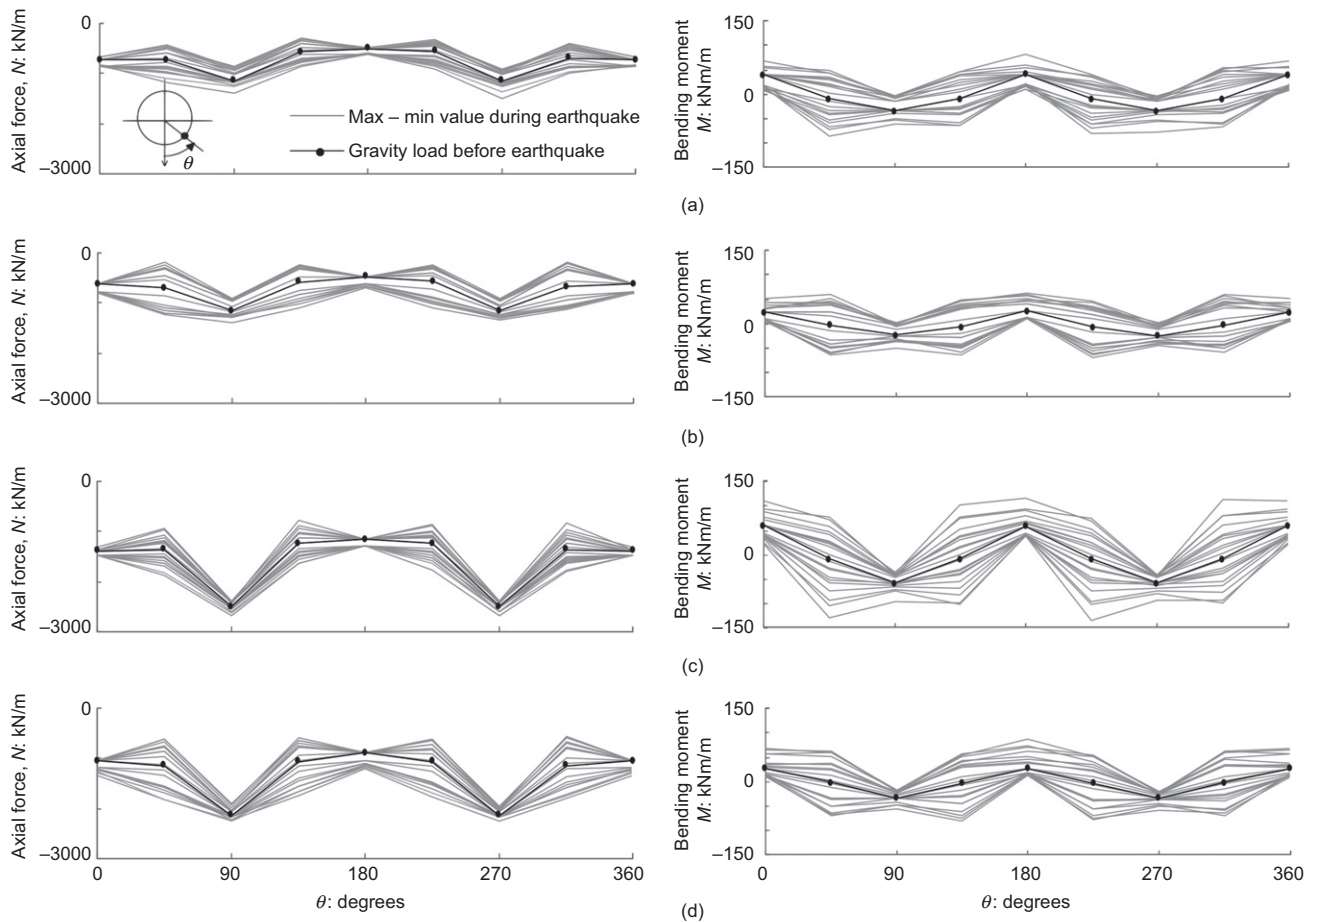 Axial force, N: kN/m
0
−3000
θ
Max – min value during earthquake
Gravity load before earthquake
Bending moment
M: kNm/m
150
0
−150
(a)
Axial force, N: kN/m
0
−3000
Bending moment
M: kNm/m
150
0
−150
(b)
Axial force, N: kN/m
0
−3000
Bending moment
M: kNm/m
150
0
−150
(c)
Axial force, N: kN/m
0
−3000
0 90 180 270 360
θ: degrees
Bending moment
M: kNm/m
150
0
−150
0 90 180 270 360
θ: degrees
(d)